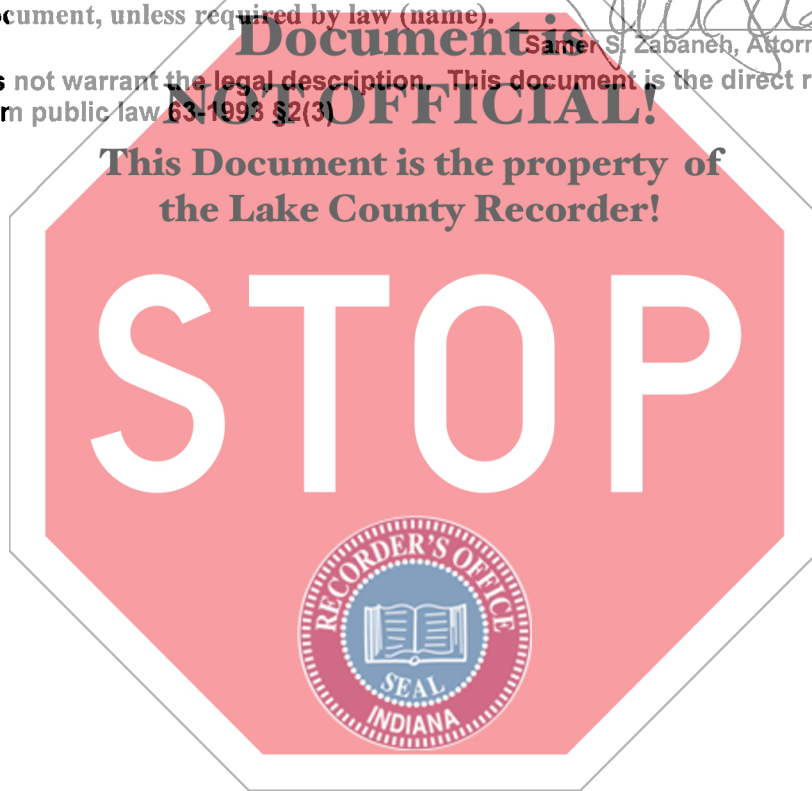 ocument, unless required by law (name).
Document is
Samer S. Zabaneh, Attorn
s not warrant the legal description. This document is the direct r
NOT OFFICIAL!
m public law 63-1993 §2(3)
This Document is the property of
the Lake County Recorder!
STOP
RECORDER'S OFFICE
SEAL
INDIANA